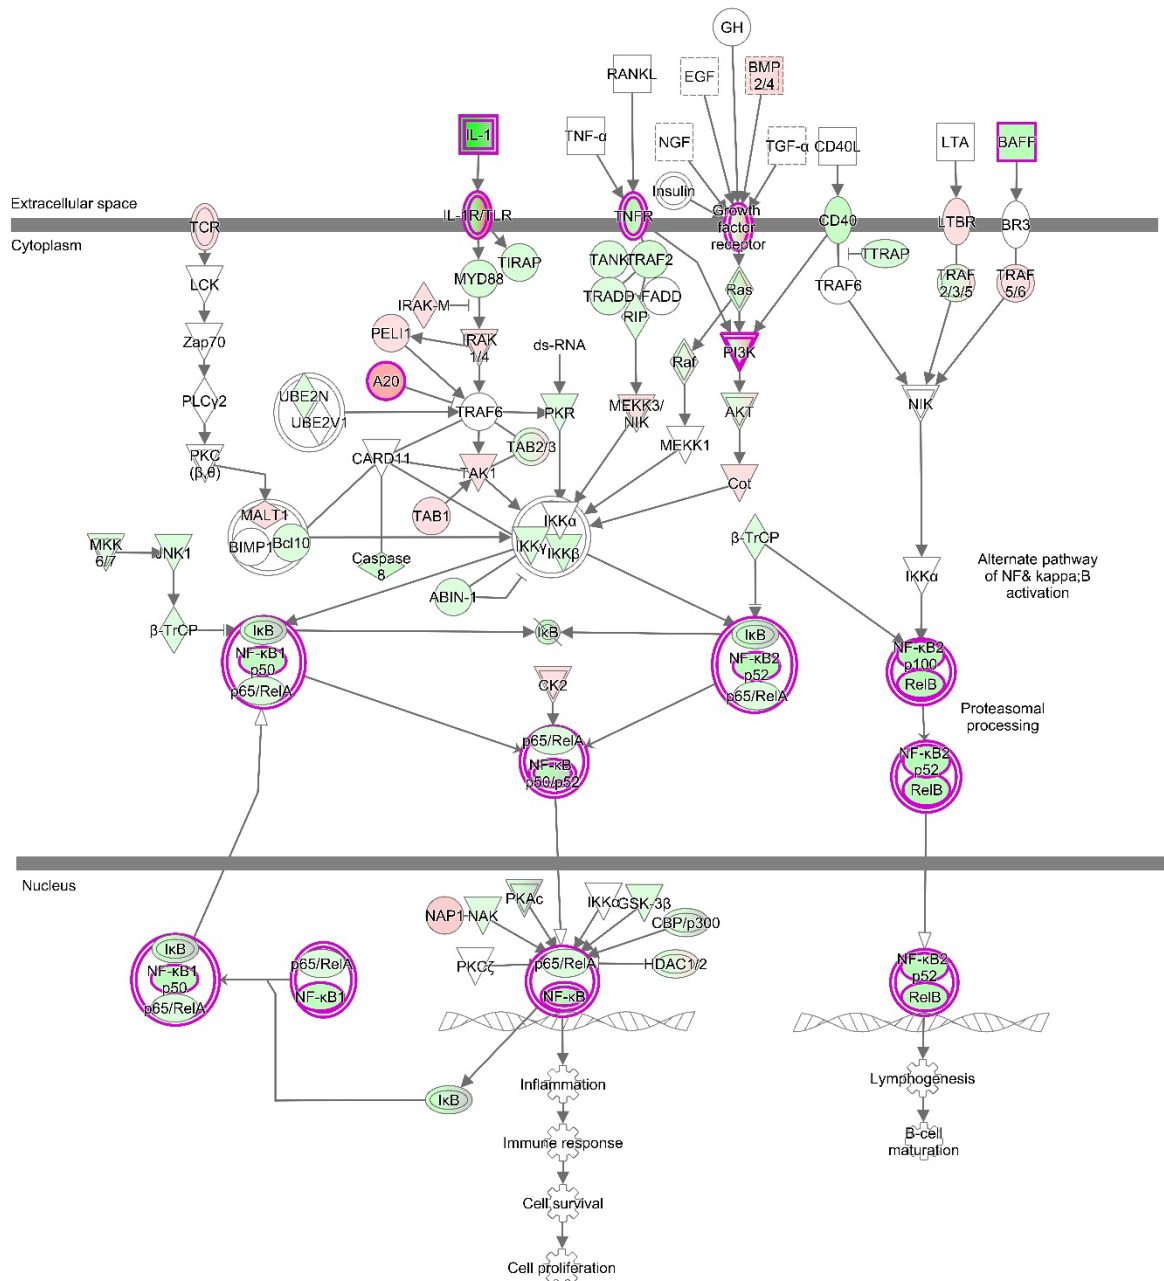 GH
RANKL
EGF
BMP
2/4
IL-1
TNF-α
NGF
TGF-α
CD40L
LTA
BAFF
Insulin
Extracellular space
Cytoplasm
TCR
IL-1R/TLR
TNFR
Growth
factor
receptor
CD40
LTBR
BR3
LCK
MYD88
TIRAP
TANK
TRAF2
TRADD
FADD
RIP
Ras
TTRAP
TRAF6
TRAF
2/3/5
TRAF
5/6
IRAK-M
PELI1
IRAK
1/4
Zap70
ds-RNA
Raf
PI3K
A20
UBE2N
UBE2V1
PLCγ2
TRAF6
PKR
MEKK3/
NIK
AKT
NIK
PKC
(β,θ)
CARD11
TAB2/3
TAK1
MEKK1
Cot
TAB1
MALT1
BIMP1
Bcl10
IKKα
IKKγ
IKKβ
β-TrCP
MKK
6/7
JNK1
Caspase
8
ABIN-1
IKKα
Alternate pathway
of NF& kappa;B
activation
β-TrCP
IκB
NF-κB1
p50
p65/RelA
IκB
IκB
NF-κB2
p52
p65/RelA
NF-κB2
p100
RelB
CK2
Proteasomal
processing
p65/RelA
NF-κB
p50/p52
NF-κB2
p52
RelB
Nucleus
NAP1
NAK
PKAc
IKKα
GSK-3β
CBP/p300
PKCζ
p65/RelA
HDAC1/2
NF-κB
IκB
NF-κB1
p50
p65/RelA
p65/RelA
NF-κB1
NF-κB2
p52
RelB
IκB
Inflammation
Lymphogenesis
Immune response
B-cell
maturation
Cell survival
Cell proliferation